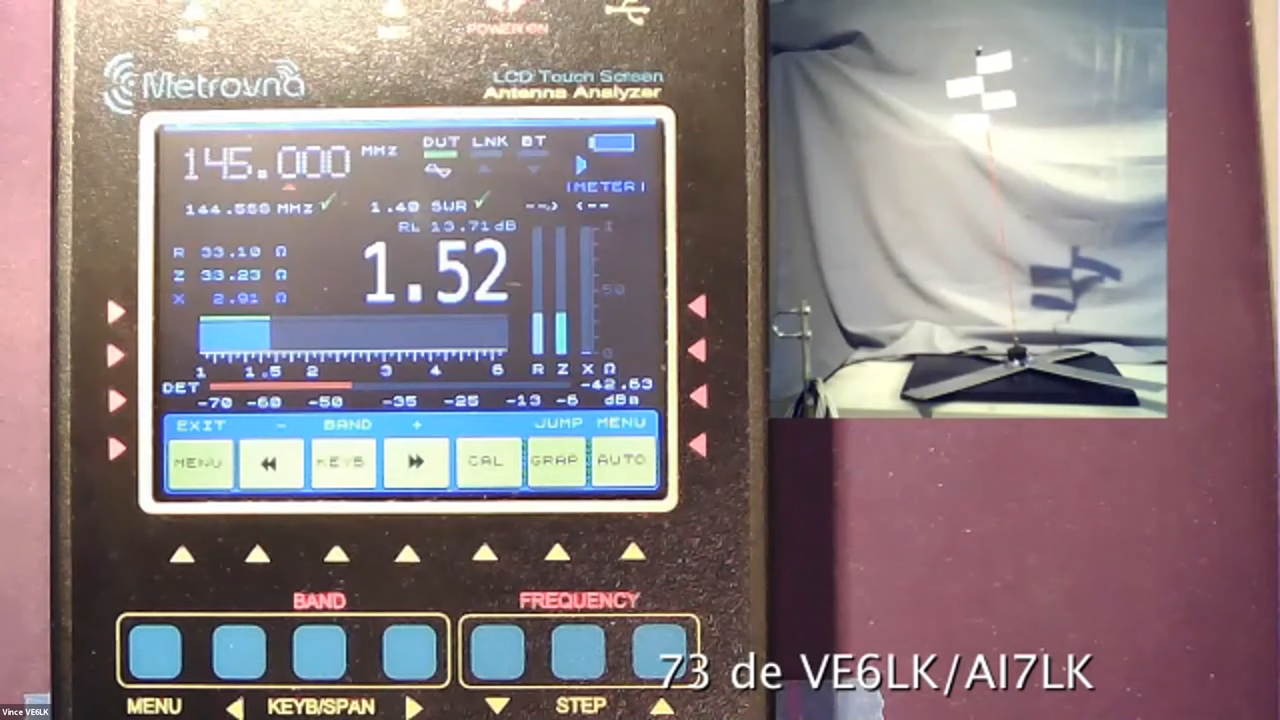 POWER ON
Metrovna
LCD Touch Screen
Antenna Analyzer
145.000 MHZ
DUT LNK BT
(METER)
144.558 MHZ ✓ 1.40 SWR ✓ --> <--
RL 13.71dB
R 33.10 Ω
Z 33.23 Ω
X 2.91 Ω
1.52
50
0
1 1.5 2 3 4 6 R Z X Ω
DET -42.63
-70 -60 -50 -35 -25 -13 -6 dBm
EXIT - BAND + JUMP MENU
MENU KEYB CAL GRAP AUTO
BAND FREQUENCY
MENU KEYB/SPAN STEP
73 de VE6LK/AI7LK
Vince VE6LK